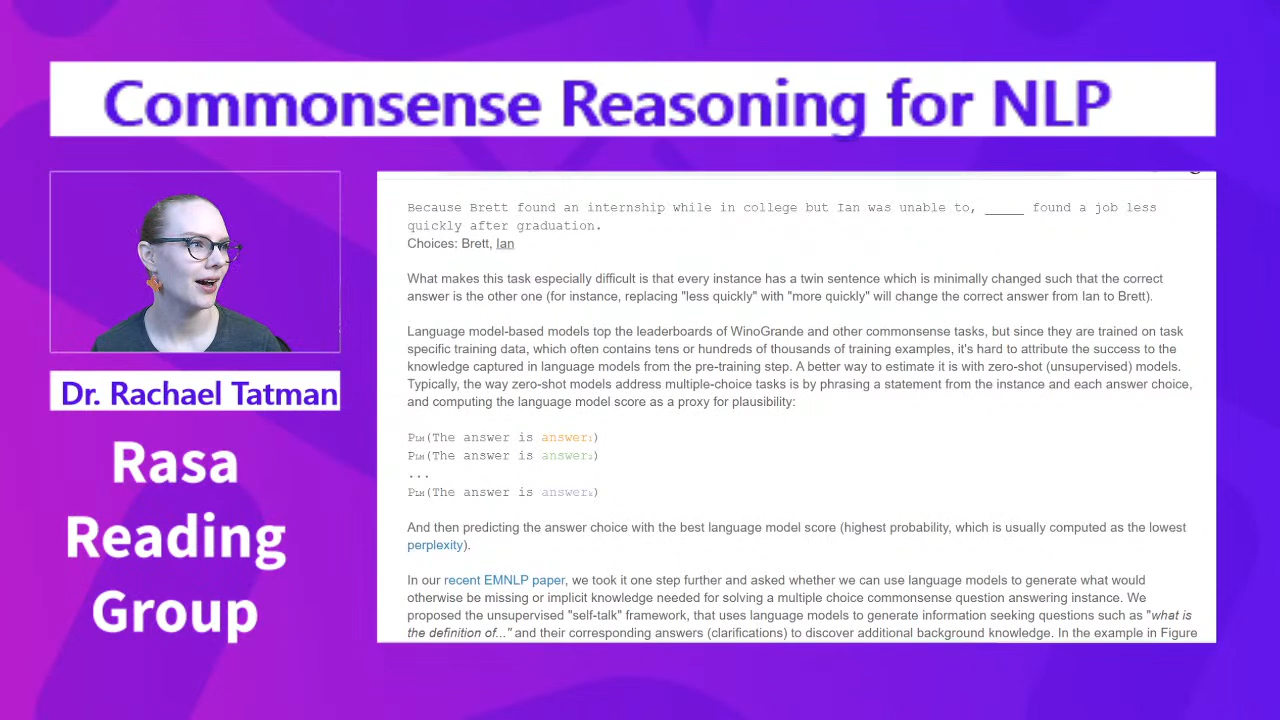 Commonsense Reasoning for NLP
Dr. Rachael Tatman
Rasa
Reading
Group
Because Brett found an internship while in college but Ian was unable to, _____ found a job less
quickly after graduation.
Choices: Brett, Ian
What makes this task especially difficult is that every instance has a twin sentence which is minimally changed such that the correct
answer is the other one (for instance, replacing "less quickly" with "more quickly" will change the correct answer from Ian to Brett).
Language model-based models top the leaderboards of WinoGrande and other commonsense tasks, but since they are trained on task
specific training data, which often contains tens or hundreds of thousands of training examples, it's hard to attribute the success to the
knowledge captured in language models from the pre-training step. A better way to estimate it is with zero-shot (unsupervised) models.
Typically, the way zero-shot models address multiple-choice tasks is by phrasing a statement from the instance and each answer choice,
and computing the language model score as a proxy for plausibility:
PLM(The answer is answer1)
PLM(The answer is answer2)
...
PLM(The answer is answerk)
And then predicting the answer choice with the best language model score (highest probability, which is usually computed as the lowest
perplexity).
In our recent EMNLP paper, we took it one step further and asked whether we can use language models to generate what would
otherwise be missing or implicit knowledge needed for solving a multiple choice commonsense question answering instance. We
proposed the unsupervised "self-talk" framework, that uses language models to generate information seeking questions such as "what is
the definition of..." and their corresponding answers (clarifications) to discover additional background knowledge. In the example in Figure